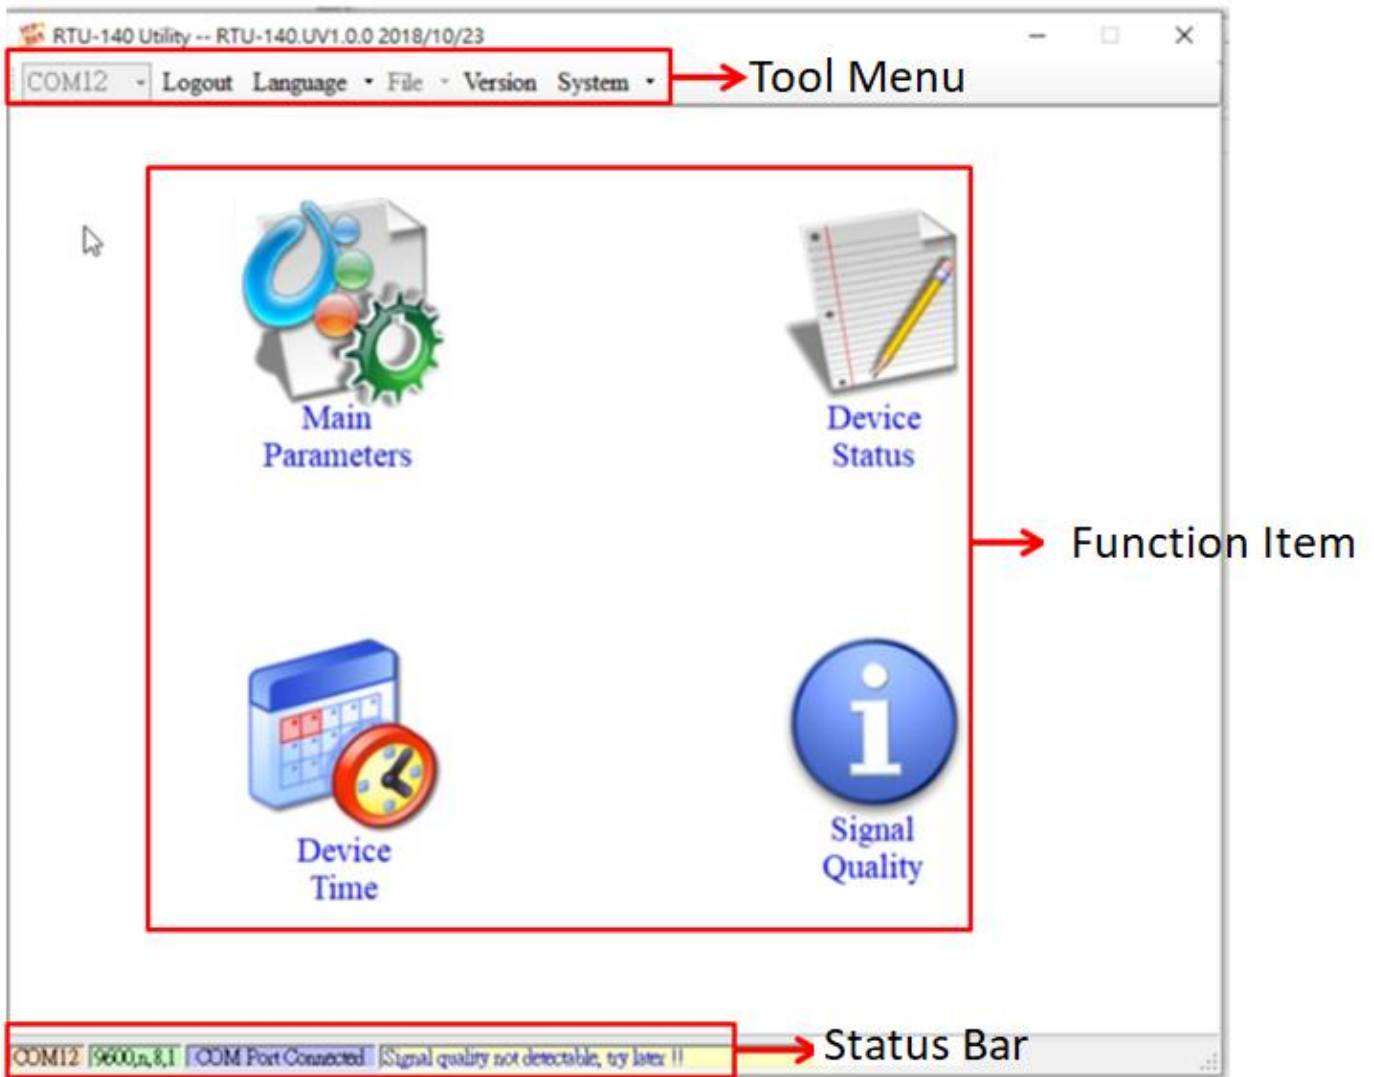 RTU-140 Utility -- RTU-140.UV1.0.0 2018/10/23
COM12 Logout Language File Version System
Tool Menu
Main
Parameters
Device
Status
Function Item
Device
Time
Signal
Quality
COM12 9600,n,8,1 COM Port Connected Signal quality not detectable, try later !!
Status Bar